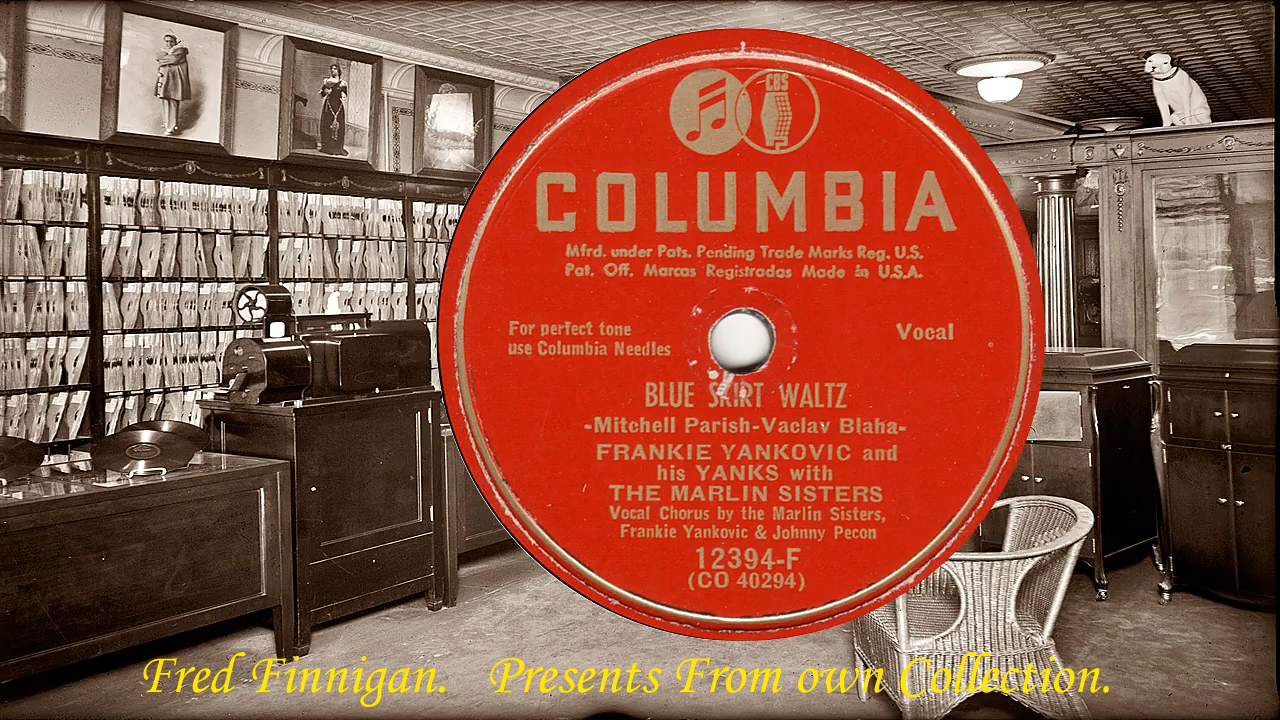 CBS
COLUMBIA
Mfrd. under Pats. Pending Trade Marks Reg. U.S.
Pat. Off. Marcas Registradas Made in U.S.A.
For perfect tone
use Columbia Needles
Vocal
BLUE SKIRT WALTZ
-Mitchell Parish-Vaclav Blaha-
FRANKIE YANKOVIC and
his YANKS with
THE MARLIN SISTERS
Vocal Chorus by the Marlin Sisters,
Frankie Yankovic & Johnny Pecon
12394-F
(CO 40294)
Fred Finnigan. Presents From own Collection.